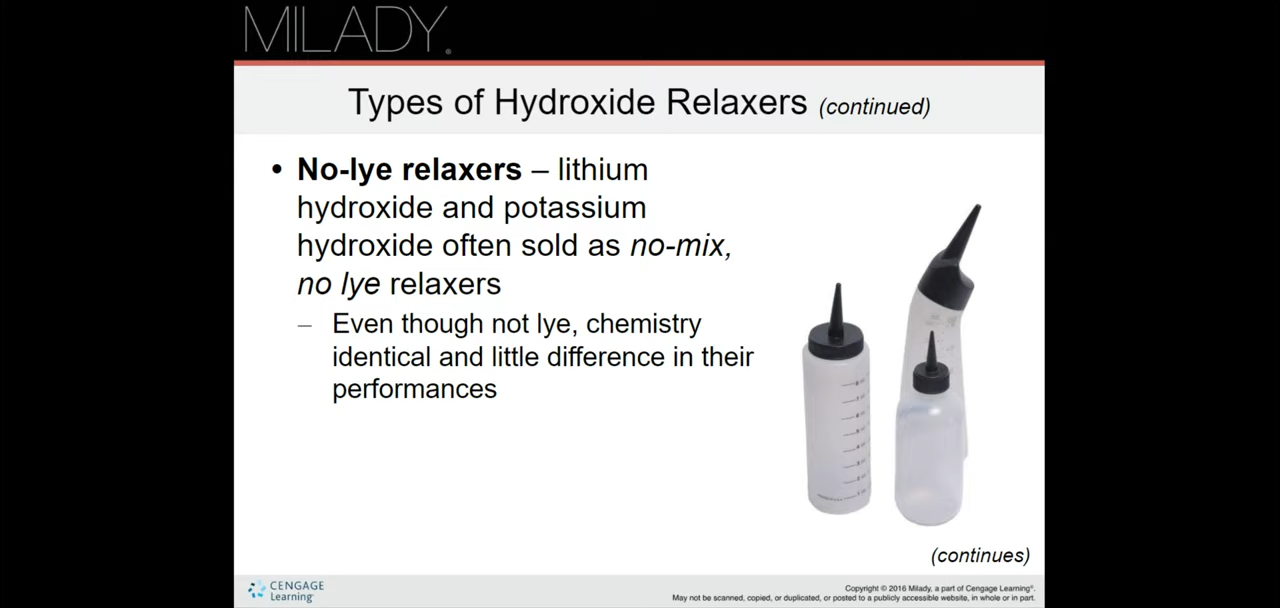 MILADY.
Types of Hydroxide Relaxers (continued)
• No-lye relaxers – lithium
hydroxide and potassium
hydroxide often sold as no-mix,
no lye relaxers
– Even though not lye, chemistry
identical and little difference in their
performances
(continues)
CENGAGE
Learning
Copyright © 2016 Milady, a part of Cengage Learning®.
May not be scanned, copied, or duplicated, or posted to a publicly accessible website, in whole or in part.